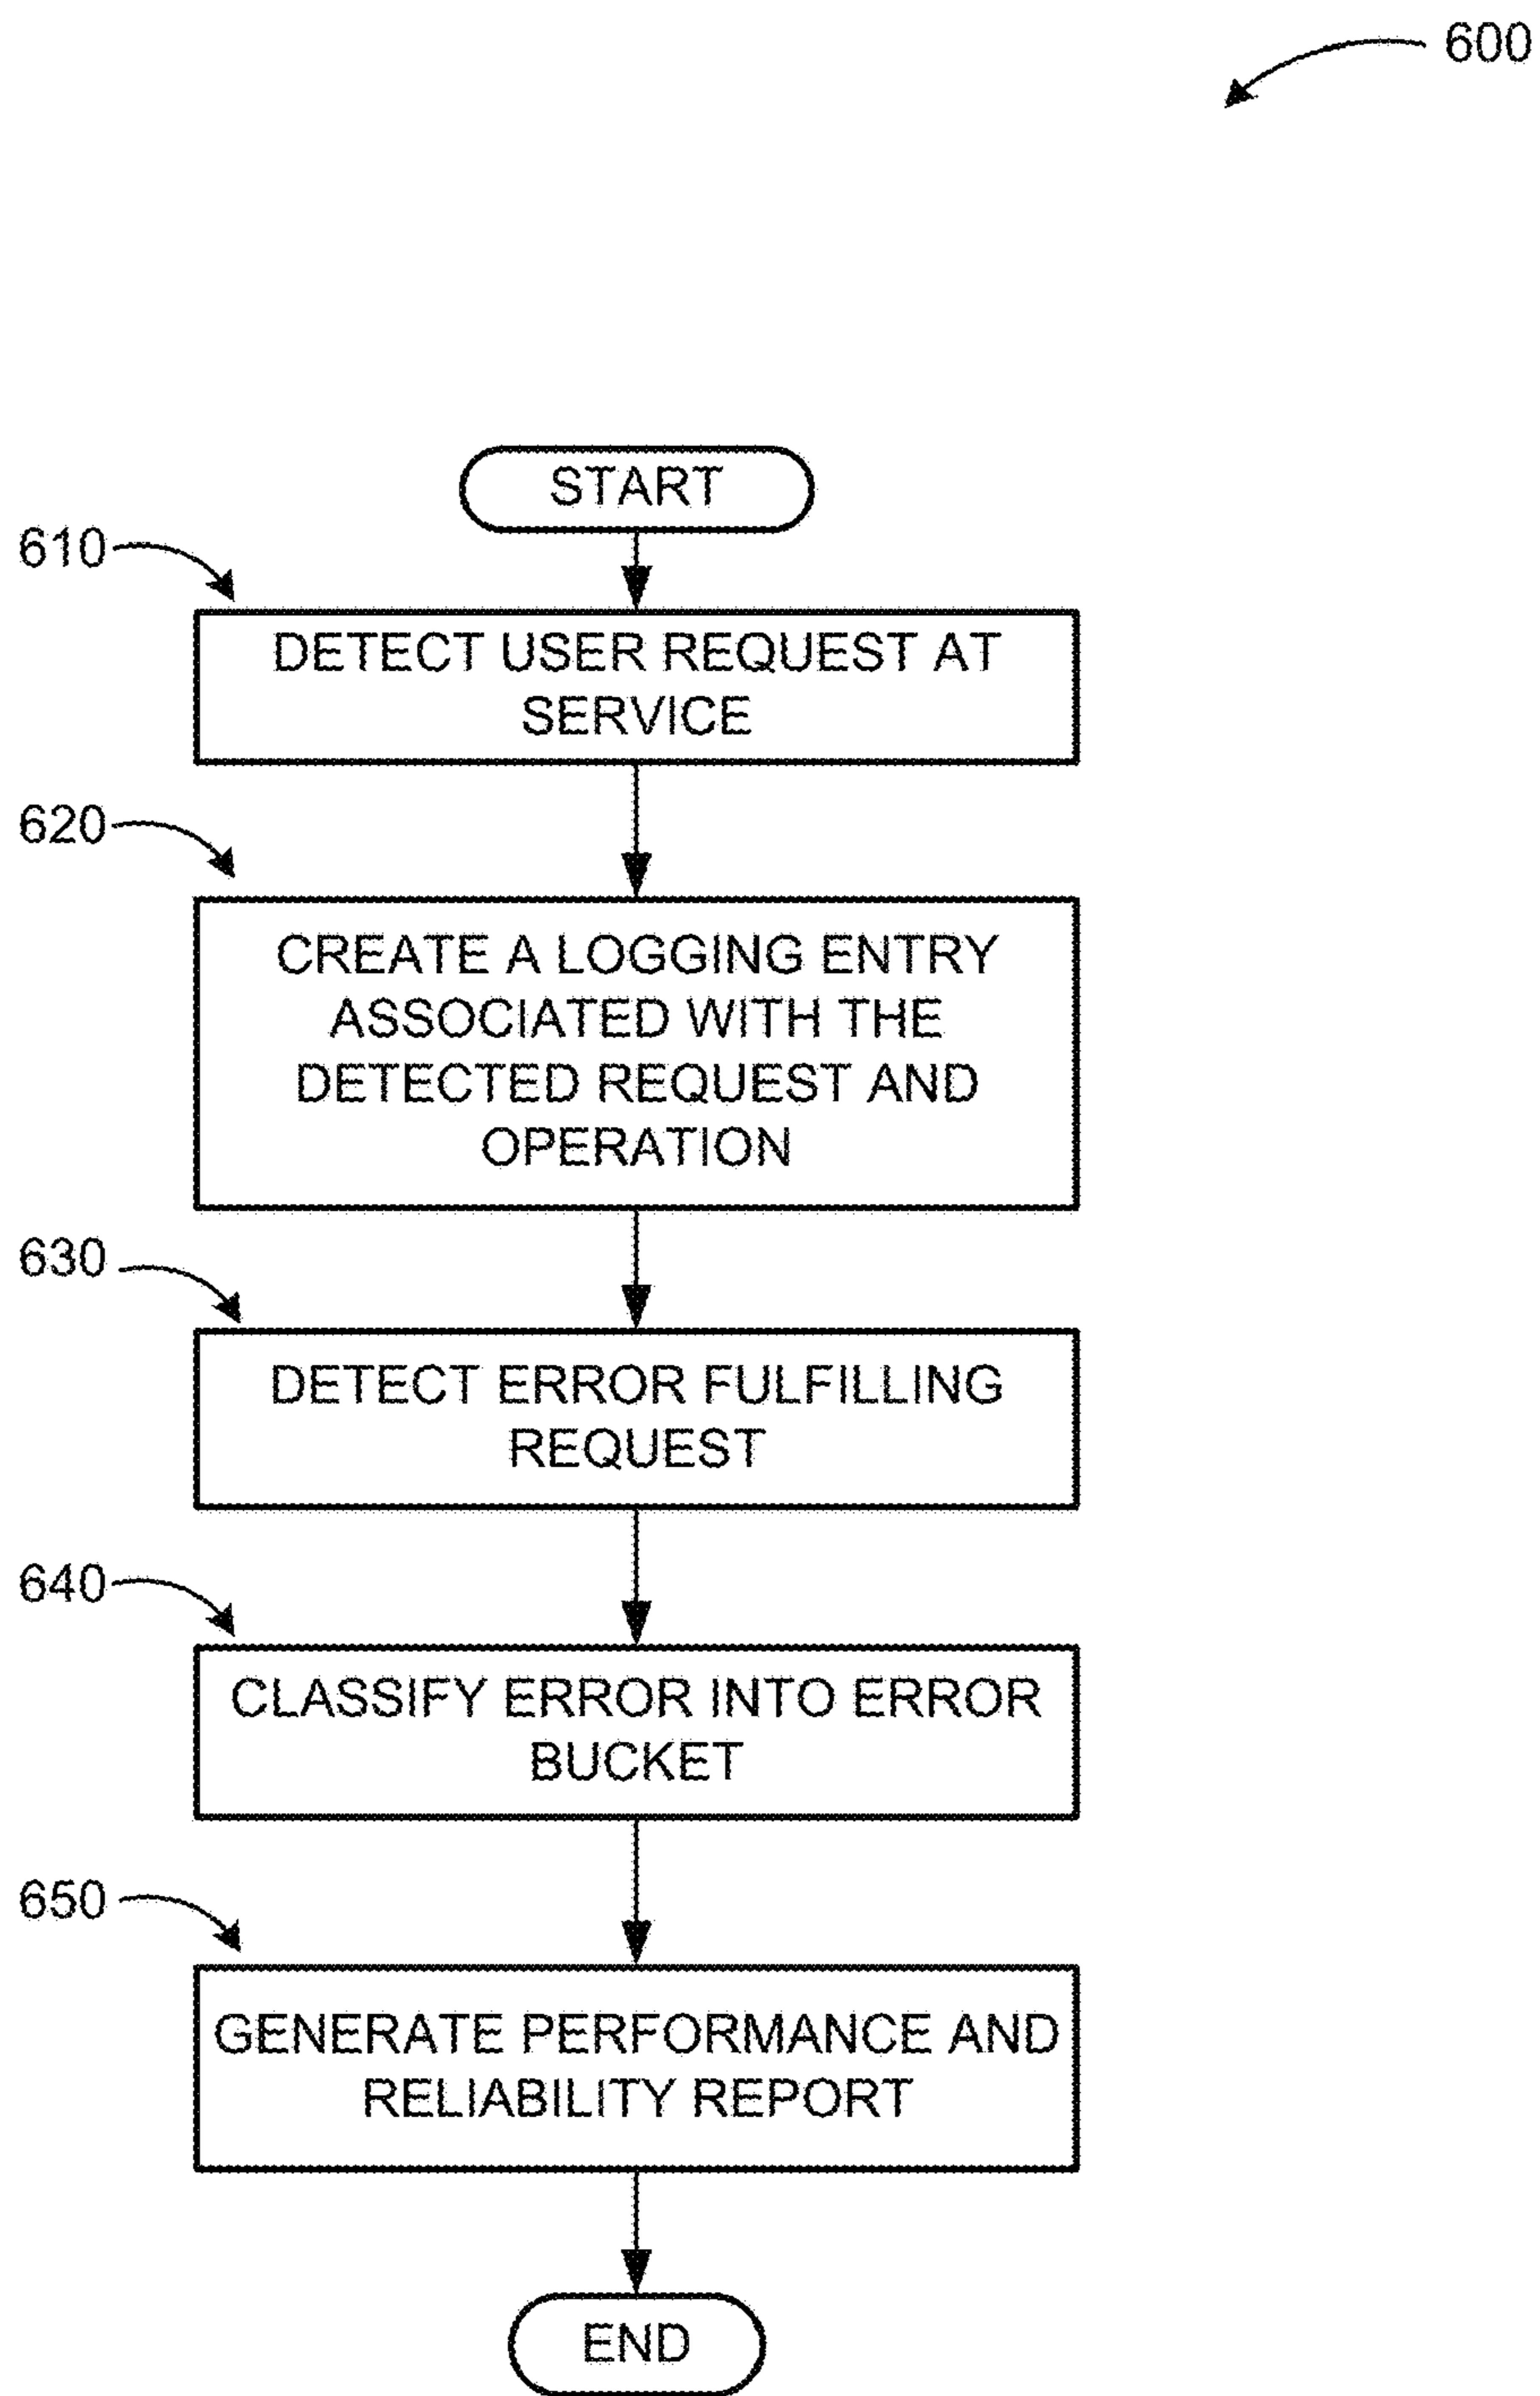 600
START
610
DETECT USER REQUEST AT
SERVICE
620
CREATE A LOGGING ENTRY
ASSOCIATED WITH THE
DETECTED REQUEST AND
OPERATION
630
DETECT ERROR FULFILLING
REQUEST
640
CLASSIFY ERROR INTO ERROR
BUCKET
650
GENERATE PERFORMANCE AND
RELIABILITY REPORT
END